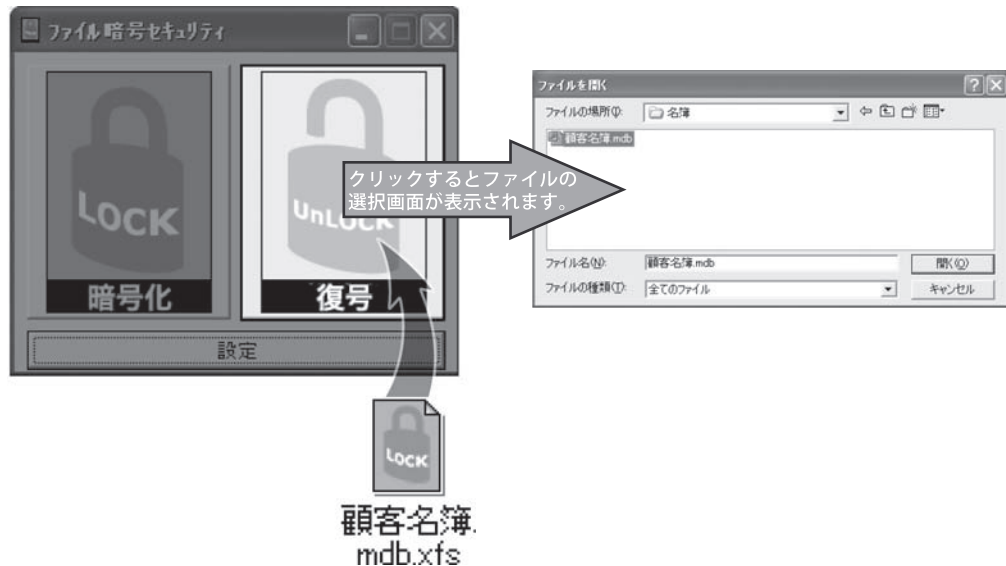 ファイル暗号セキュリティ
LOCK
暗号化
UnLOCK
復号
設定
クリックするとファイルの
選択画面が表示されます。
ファイルを開く
ファイルの場所(I):
名簿
顧客名簿.mdb
ファイル名(N):
顧客名簿.mdb
開く(O)
ファイルの種類(T):
全てのファイル
キャンセル
LOCK
顧客名簿.
mdb.xfs